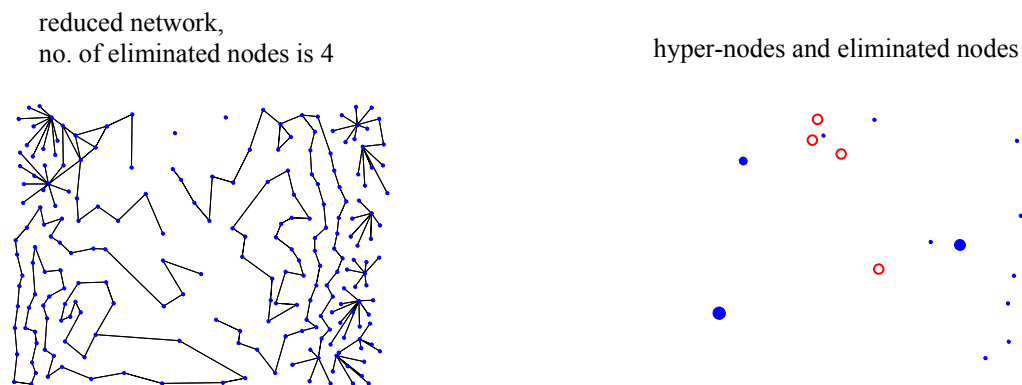 reduced network,
no. of eliminated nodes is 4
hyper-nodes and eliminated nodes